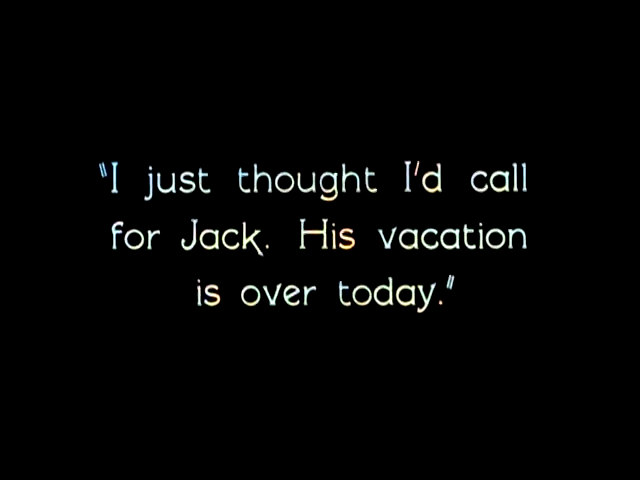 "I just thought I'd call
for Jack. His vacation
is over today."